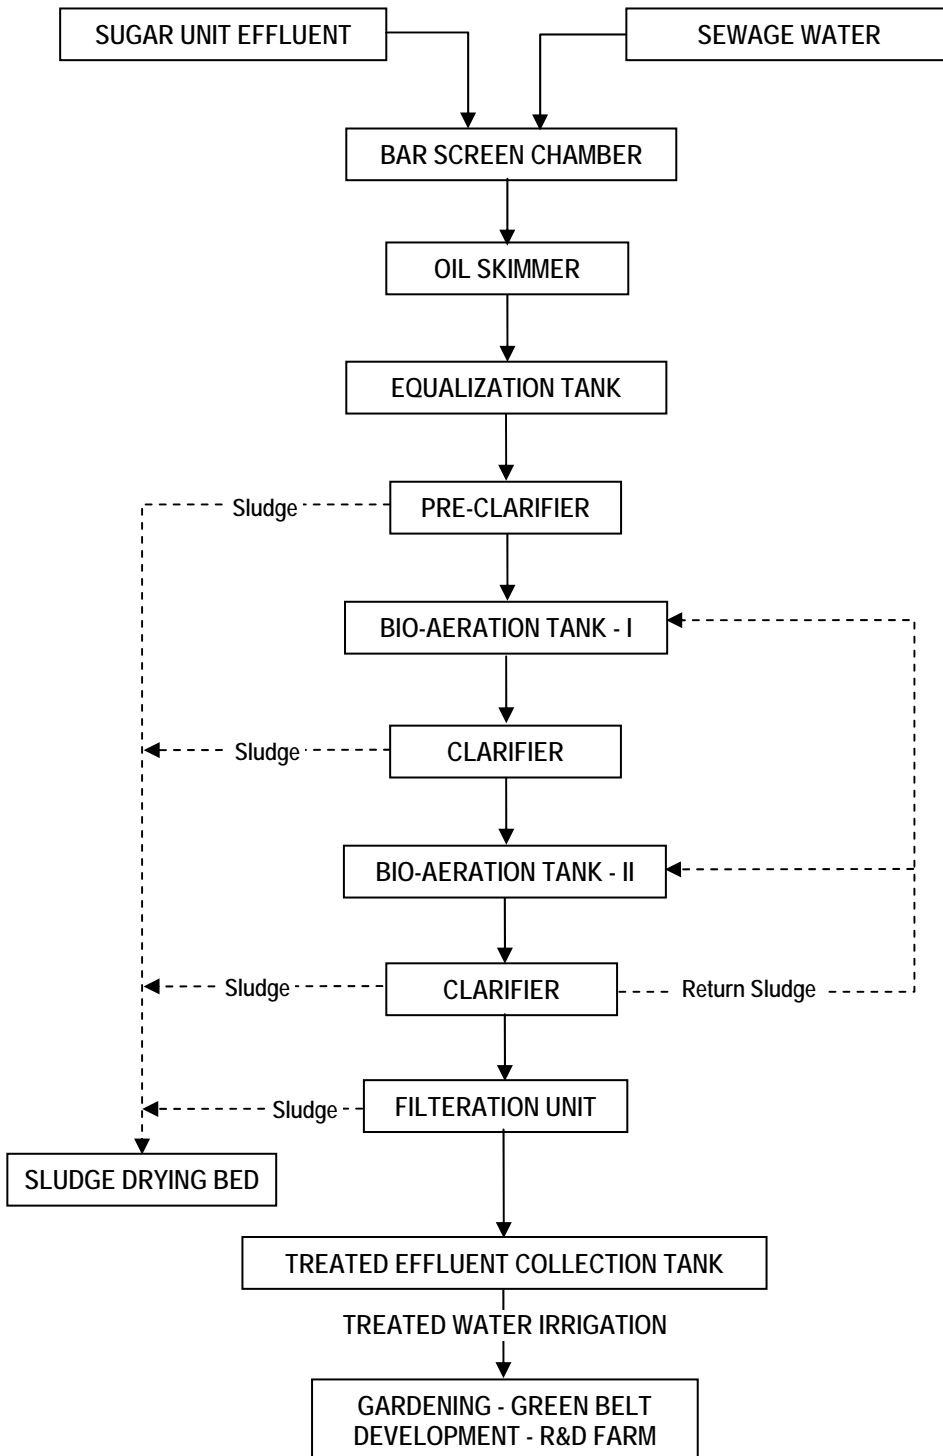 SUGAR UNIT EFFLUENT
SEWAGE WATER
BAR SCREEN CHAMBER
OIL SKIMMER
EQUALIZATION TANK
Sludge
PRE-CLARIFIER
BIO-AERATION TANK - I
Sludge
CLARIFIER
BIO-AERATION TANK - II
Sludge
CLARIFIER
Return Sludge
Sludge
FILTERATION UNIT
SLUDGE DRYING BED
TREATED EFFLUENT COLLECTION TANK
TREATED WATER IRRIGATION
GARDENING - GREEN BELT
DEVELOPMENT - R&D FARM